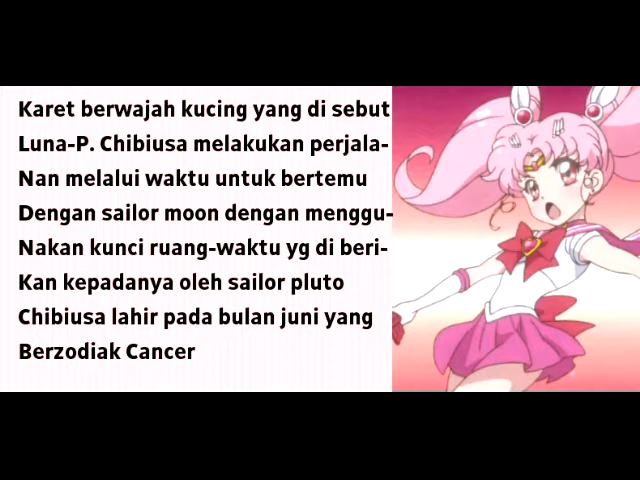 Karet berwajah kucing yang di sebut
Luna-P. Chibiusa melakukan perjala-
Nan melalui waktu untuk bertemu
Dengan sailor moon dengan menggu-
Nakan kunci ruang-waktu yg di beri-
Kan kepadanya oleh sailor pluto
Chibiusa lahir pada bulan juni yang
Berzodiak Cancer